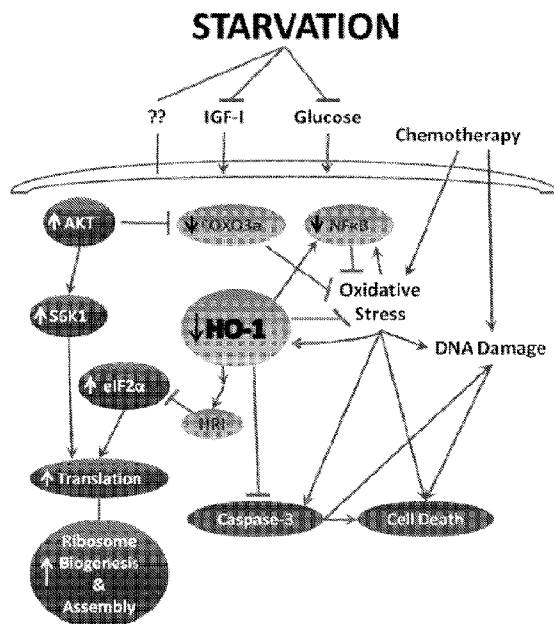 STARVATION
?? IGF-I Glucose
Chemotherapy
↑ AKT ↓ FOXO3a ↓ NFκB
Oxidative
Stress
↑ S6K1
↓ HO-1
DNA Damage
↑ eIF2α
HRI
↑ Translation
Caspase-3 Cell Death
Ribosome
↑ Biogenesis
&
Assembly